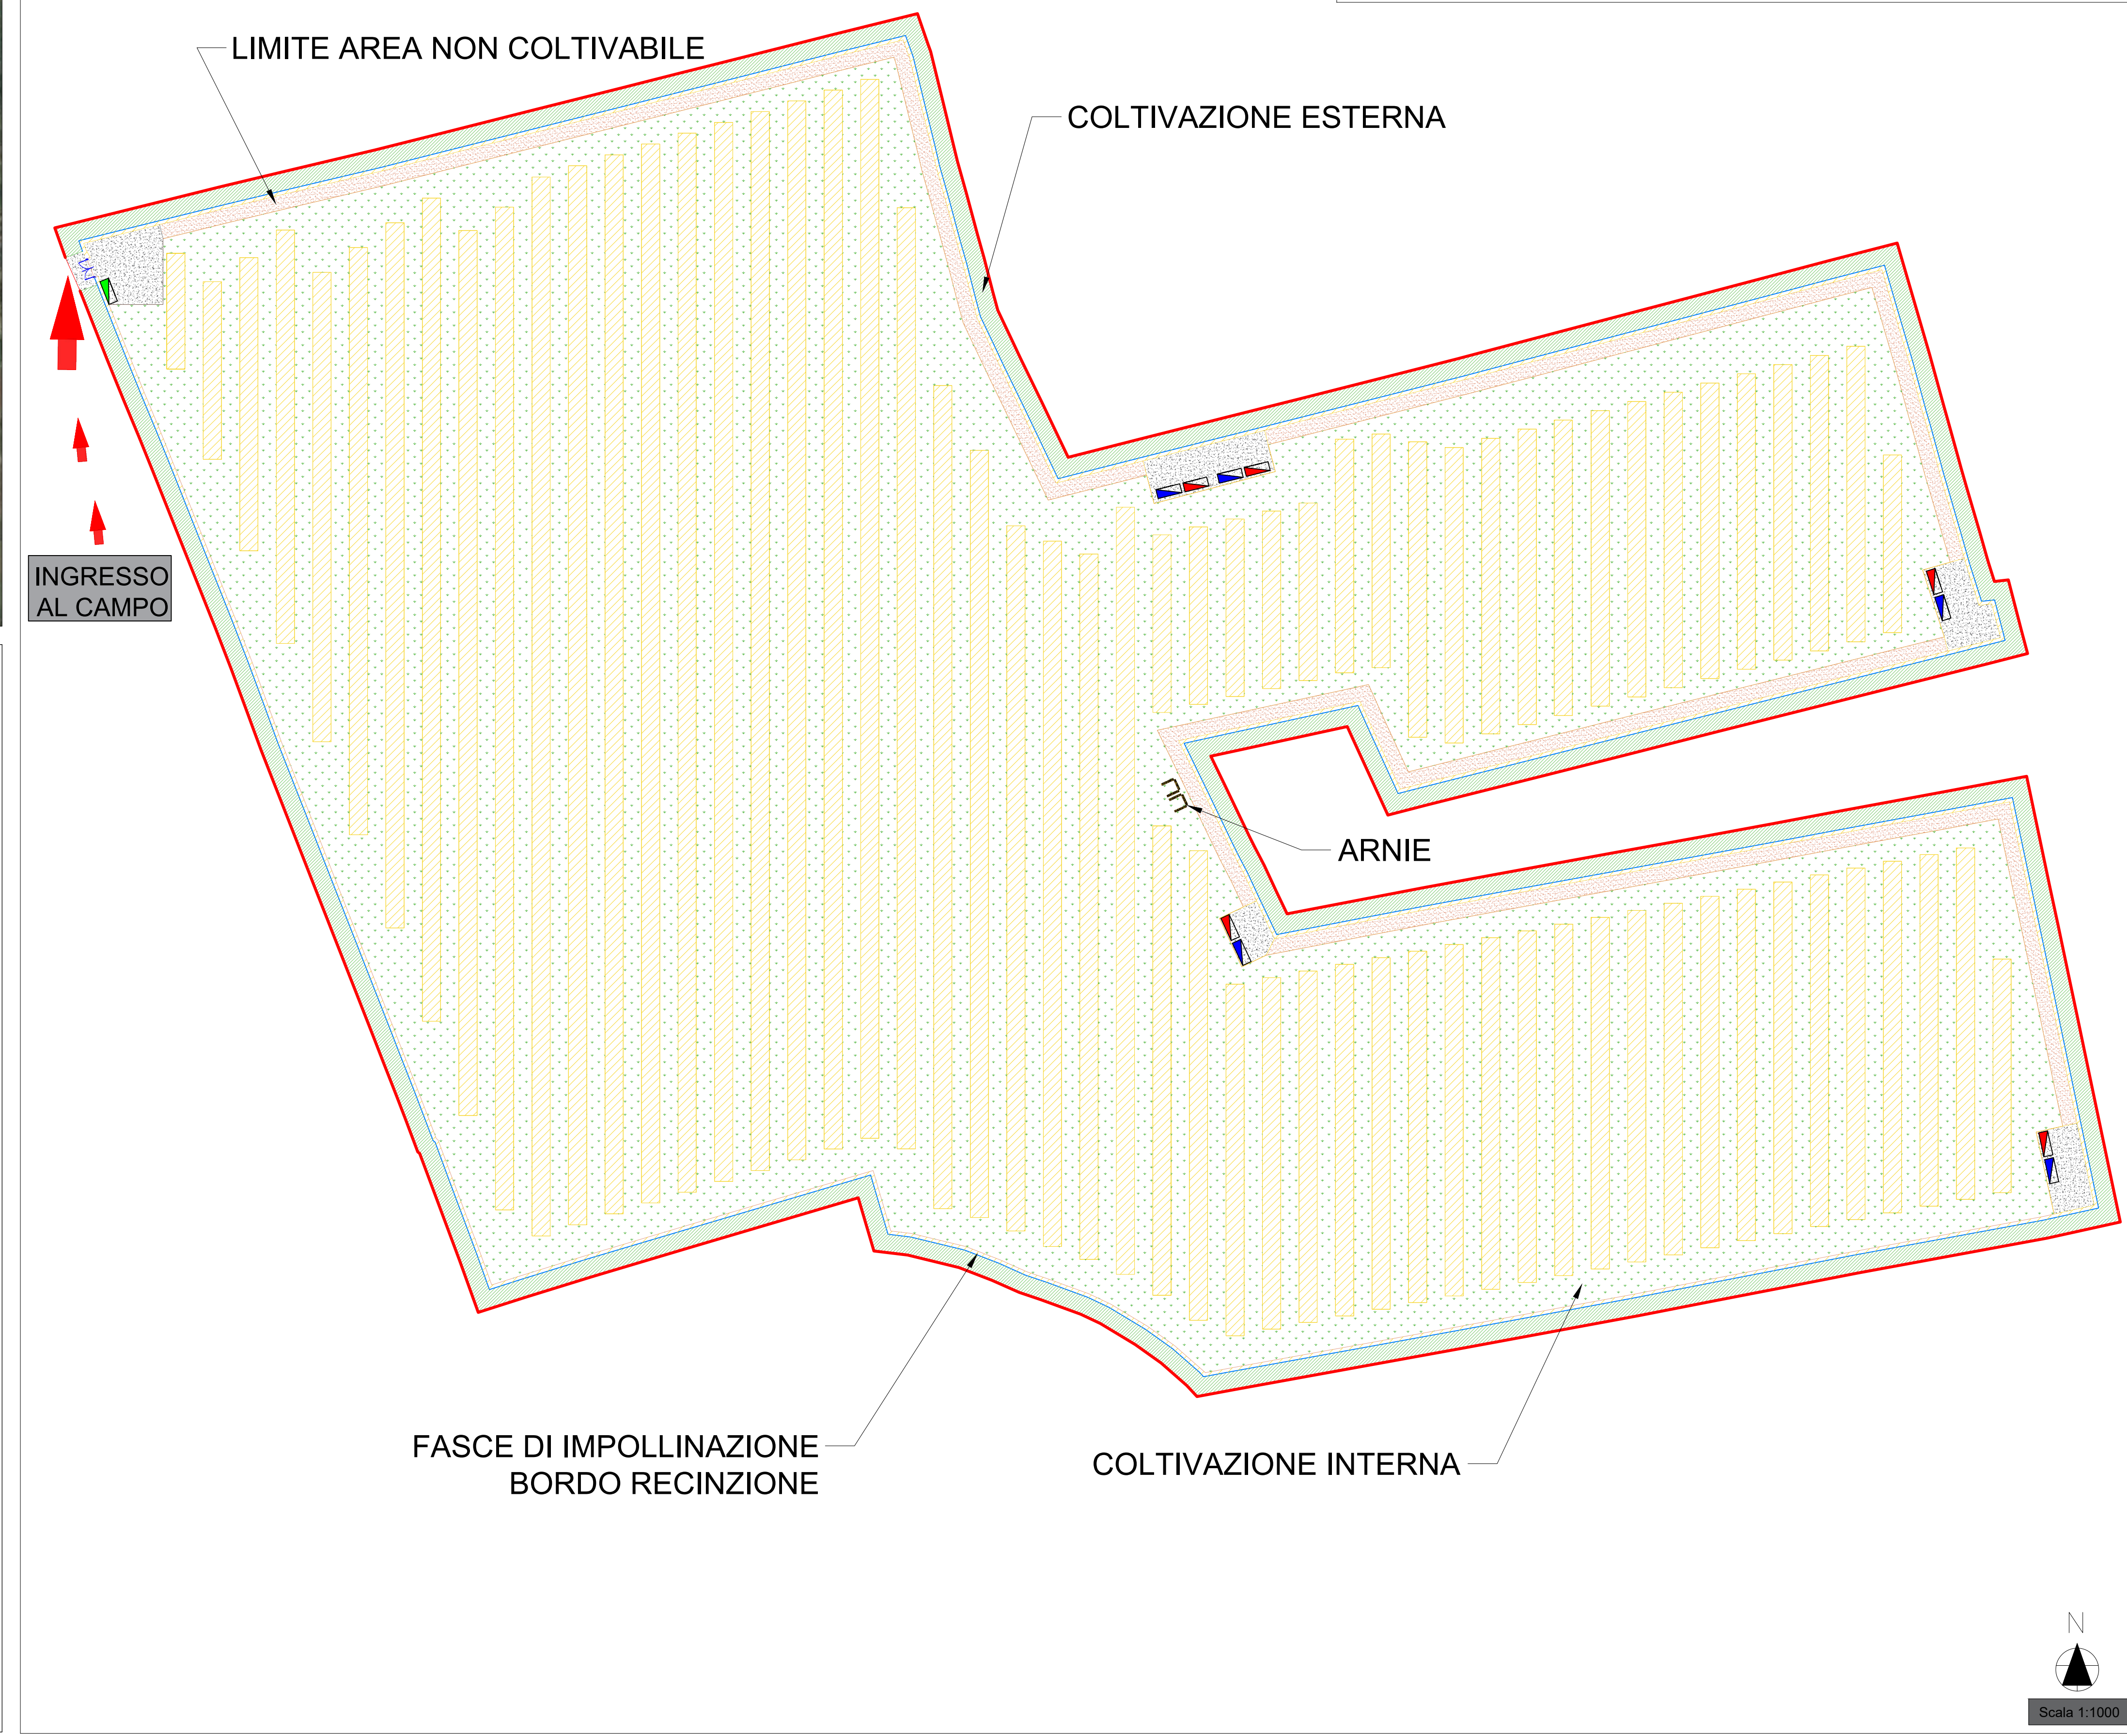 LIMITE AREA NON COLTIVABILE
COLTIVAZIONE ESTERNA
INGRESSO
AL CAMPO
ARNIE
FASCE DI IMPOLLINAZIONE
BORDO RECINZIONE
COLTIVAZIONE INTERNA
N
Scala 1:1000